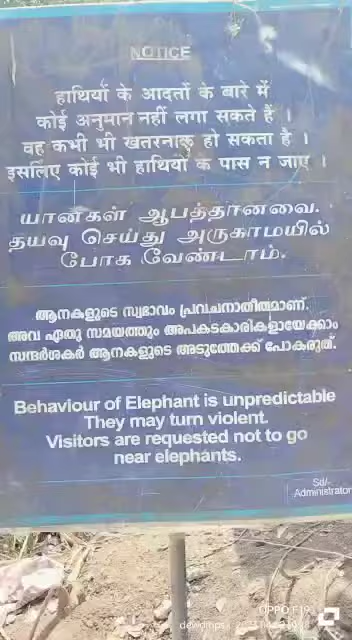 NOTICE
हाथियों के आदतों के बारे में
कोई अनुमान नहीं लगा सकते हैं ।
वह कभी भी खतरनाक हो सकता है ।
इसलिए कोई भी हाथियों के पास न जाए ।
யானகள் ஆபத்தானவை.
தயவு செய்து அருகாமயில்
போக வேண்டாம்.
ആനകളുടെ സ്വഭാവം പ്രവചനാതീതമാണ്.
അവ ഏതു സമയത്തും അപകടകാരികളായേക്കാം
സന്ദർശകർ ആനകളുടെ അടുത്തേക്ക് പോകരുത്.
Behaviour of Elephant is unpredictable
They may turn violent.
Visitors are requested not to go
near elephants.
Sd/-
Administrator
OPPO F19